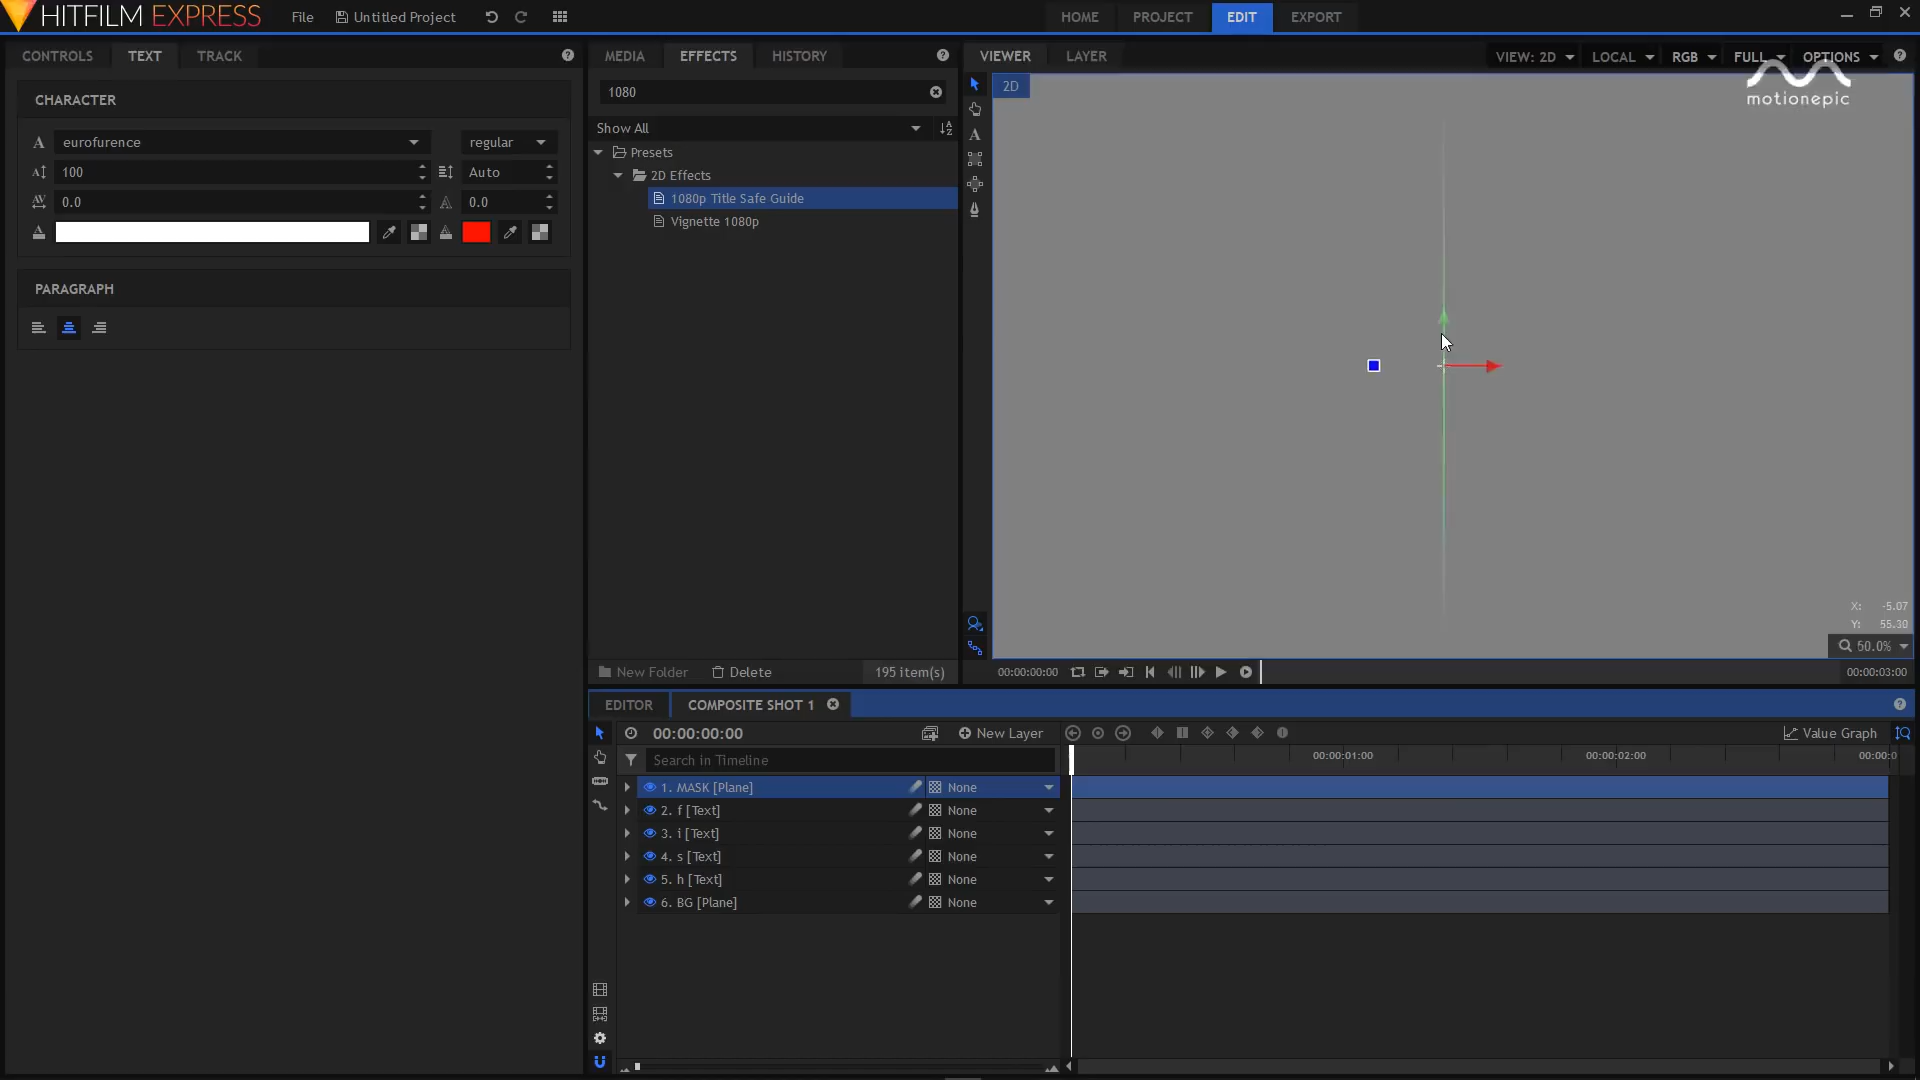 HITFILM EXPRESS
File
Untitled Project
HOME
PROJECT
EDIT
EXPORT
CONTROLS
TEXT
TRACK
MEDIA
EFFECTS
HISTORY
VIEWER
LAYER
VIEW: 2D
LOCAL
RGB
FULL
OPTIONS
CHARACTER
eurofurence
regular
100
Auto
0.0
0.0
PARAGRAPH
1080
Show All
Presets
2D Effects
1080p Title Safe Guide
Vignette 1080p
New Folder
Delete
195 item(s)
2D
motionepic
X: -5.07
Y: 55.30
50.0%
00:00:00:00
00:00:03:00
EDITOR
COMPOSITE SHOT 1
00:00:00:00
New Layer
Value Graph
Search in Timeline
00:00:01:00
00:00:02:00
00:00:0
1. MASK [Plane] None
2. f [Text] None
3. i [Text] None
4. s [Text] None
5. h [Text] None
6. BG [Plane] None